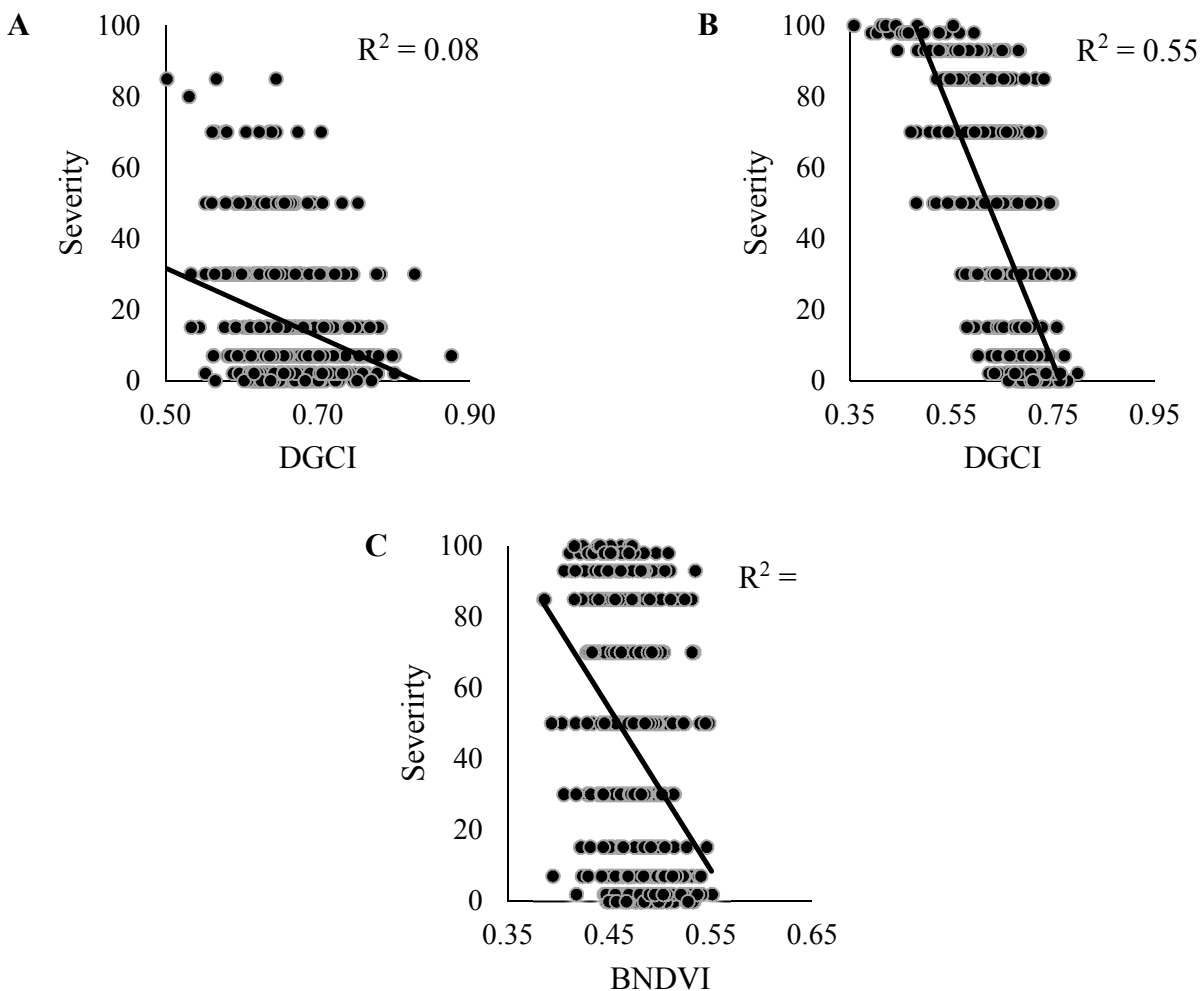 A
R² = 0.08
Severity
100
80
60
40
20
0
0.50 0.70 0.90
DGCI
B
R² = 0.55
Severity
100
80
60
40
20
0
0.35 0.55 0.75 0.95
DGCI
C
R² =
Severirty
100
80
60
40
20
0
0.35 0.45 0.55 0.65
BNDVI